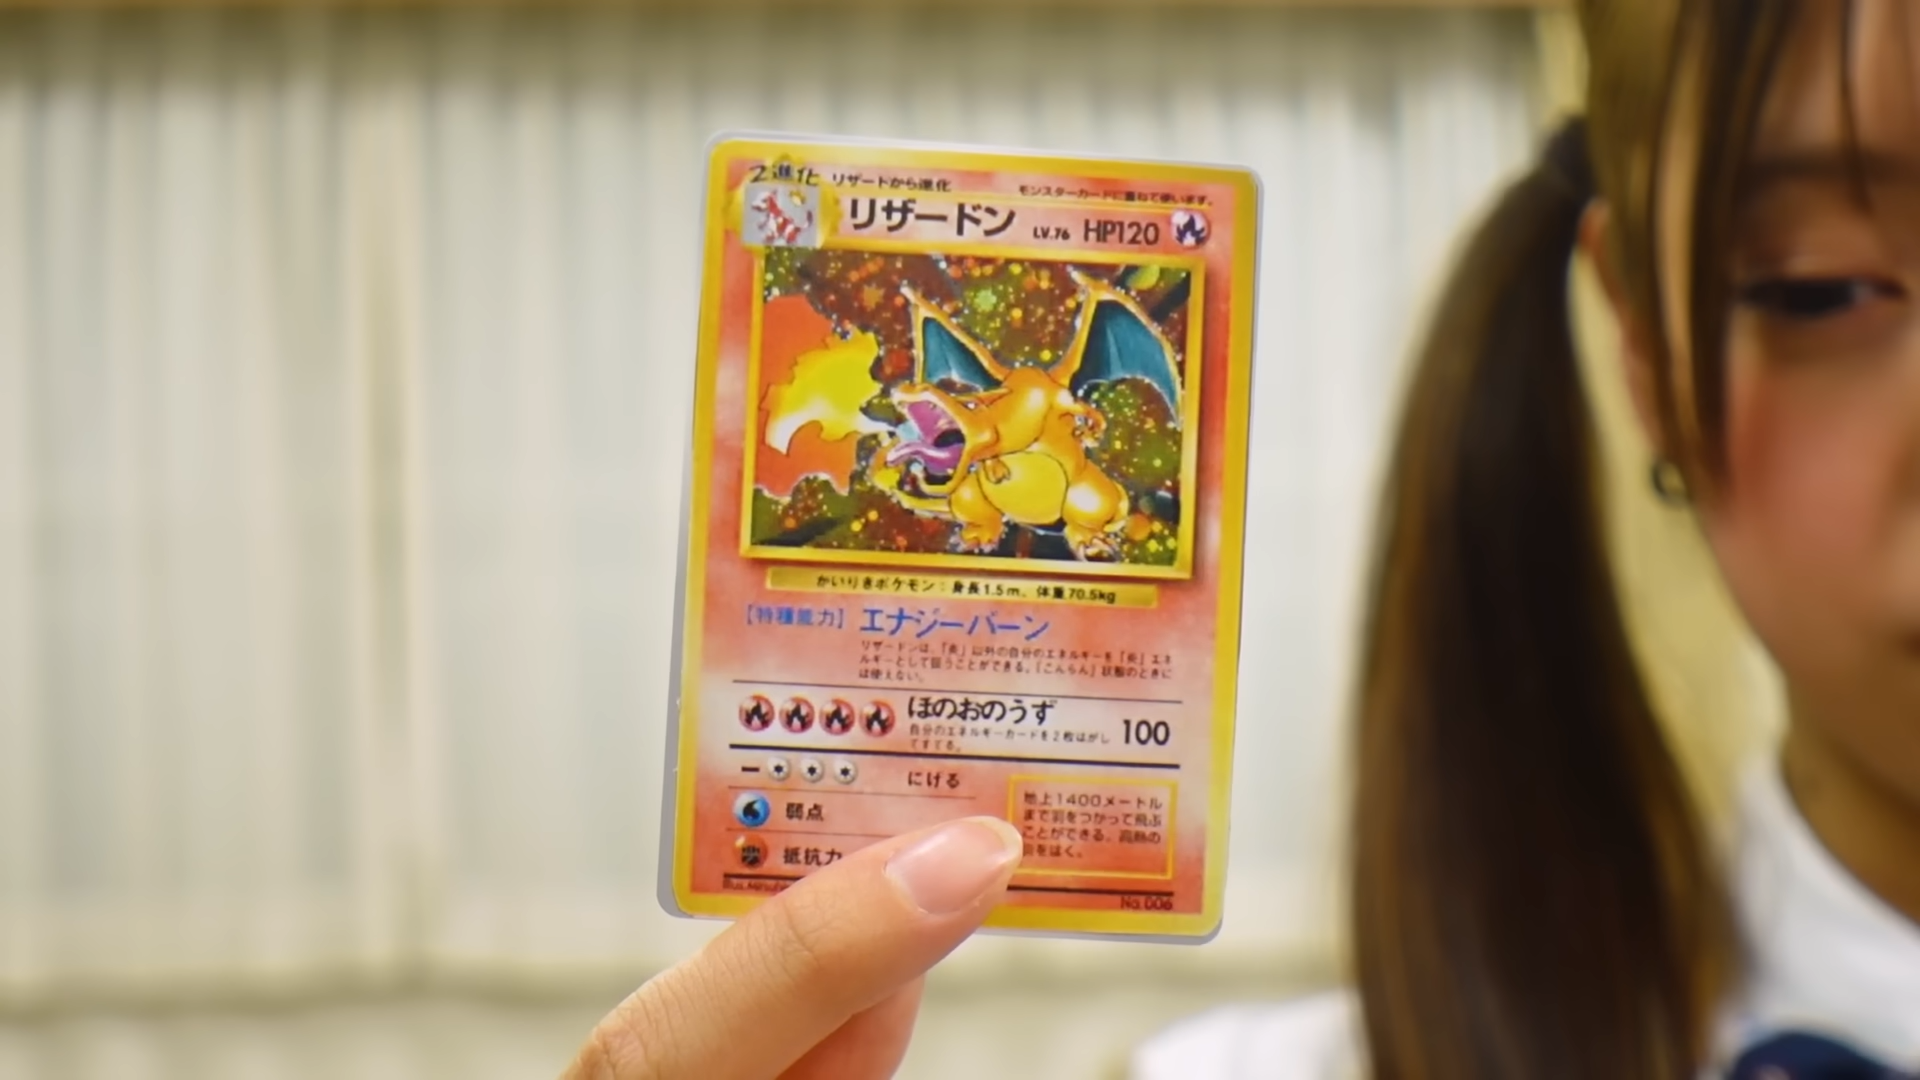 2進化 リザードから進化 モンスターカードに重ねて使います。
リザードン LV.76 HP120
かいりきポケモン：身長1.5m、体重70.5kg
【特種能力】エナジーバーン
リザードンは、「炎」以外の自分のエネルギーを「炎」エネ
ルギーとして扱うことができる。「こんらん」状態のときに
は使えない。
ほのおのうず 100
自分のエネルギーカードを2枚はがし
てすてる。
にげる
弱点
抵抗力
地上1400メートル
まで羽をつかって飛ぶ
ことができる。高熱の
をはく。
No.006